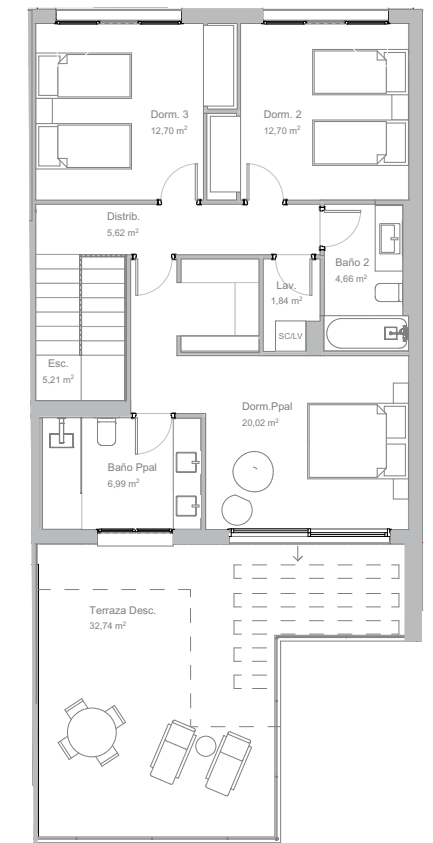 Dorm. 3
12,70 m²
Dorm. 2
12,70 m²
Distrib.
5,62 m²
Baño 2
4,66 m²
Lav.
1,84 m²
SC/LV
Esc.
5,21 m²
Dorm.Ppal
20,02 m²
Baño Ppal
6,99 m²
Terraza Desc.
32,74 m²